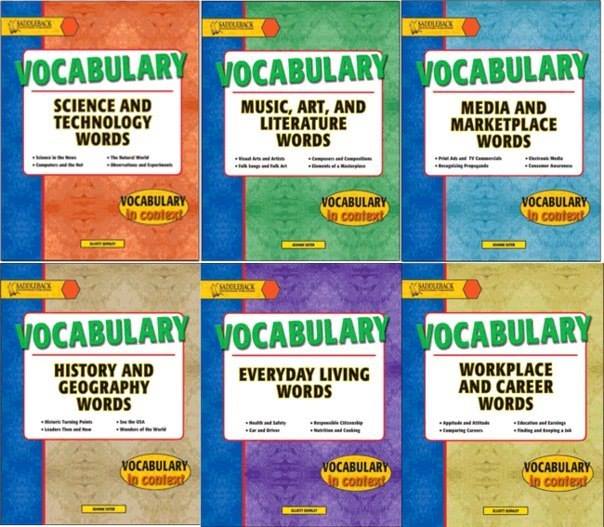 SADDLEBACK
VOCABULARY
SCIENCE AND
TECHNOLOGY
WORDS
• Science in the News
• The Natural World
• Computers and the Net
• Observations and Experiments
VOCABULARY
in context
ELLIOTT QUINLEY
SADDLEBACK
VOCABULARY
MUSIC, ART, AND
LITERATURE
WORDS
• Visual Arts and Artists
• Composers and Compositions
• Folk Songs and Folk Art
• Elements of a Masterpiece
VOCABULARY
in context
SADDLEBACK
VOCABULARY
MEDIA AND
MARKETPLACE
WORDS
• Print Ads and TV Commercials
• Electronic Media
• Recognizing Propaganda
• Consumer Awareness
VOCABULARY
in context
SADDLEBACK
VOCABULARY
HISTORY AND
GEOGRAPHY
WORDS
• Historic Turning Points
• See the USA
• Leaders Then and Now
• Wonders of the World
VOCABULARY
in context
SADDLEBACK
VOCABULARY
EVERYDAY LIVING
WORDS
• Health and Safety
• Responsible Citizenship
• Car and Driver
• Nutrition and Cooking
VOCABULARY
in context
ELLIOTT QUINLEY
SADDLEBACK
VOCABULARY
WORKPLACE
AND CAREER
WORDS
• Aptitude and Attitude
• Education and Earnings
• Comparing Careers
• Finding and Keeping a Job
VOCABULARY
in context
ELLIOTT QUINLEY